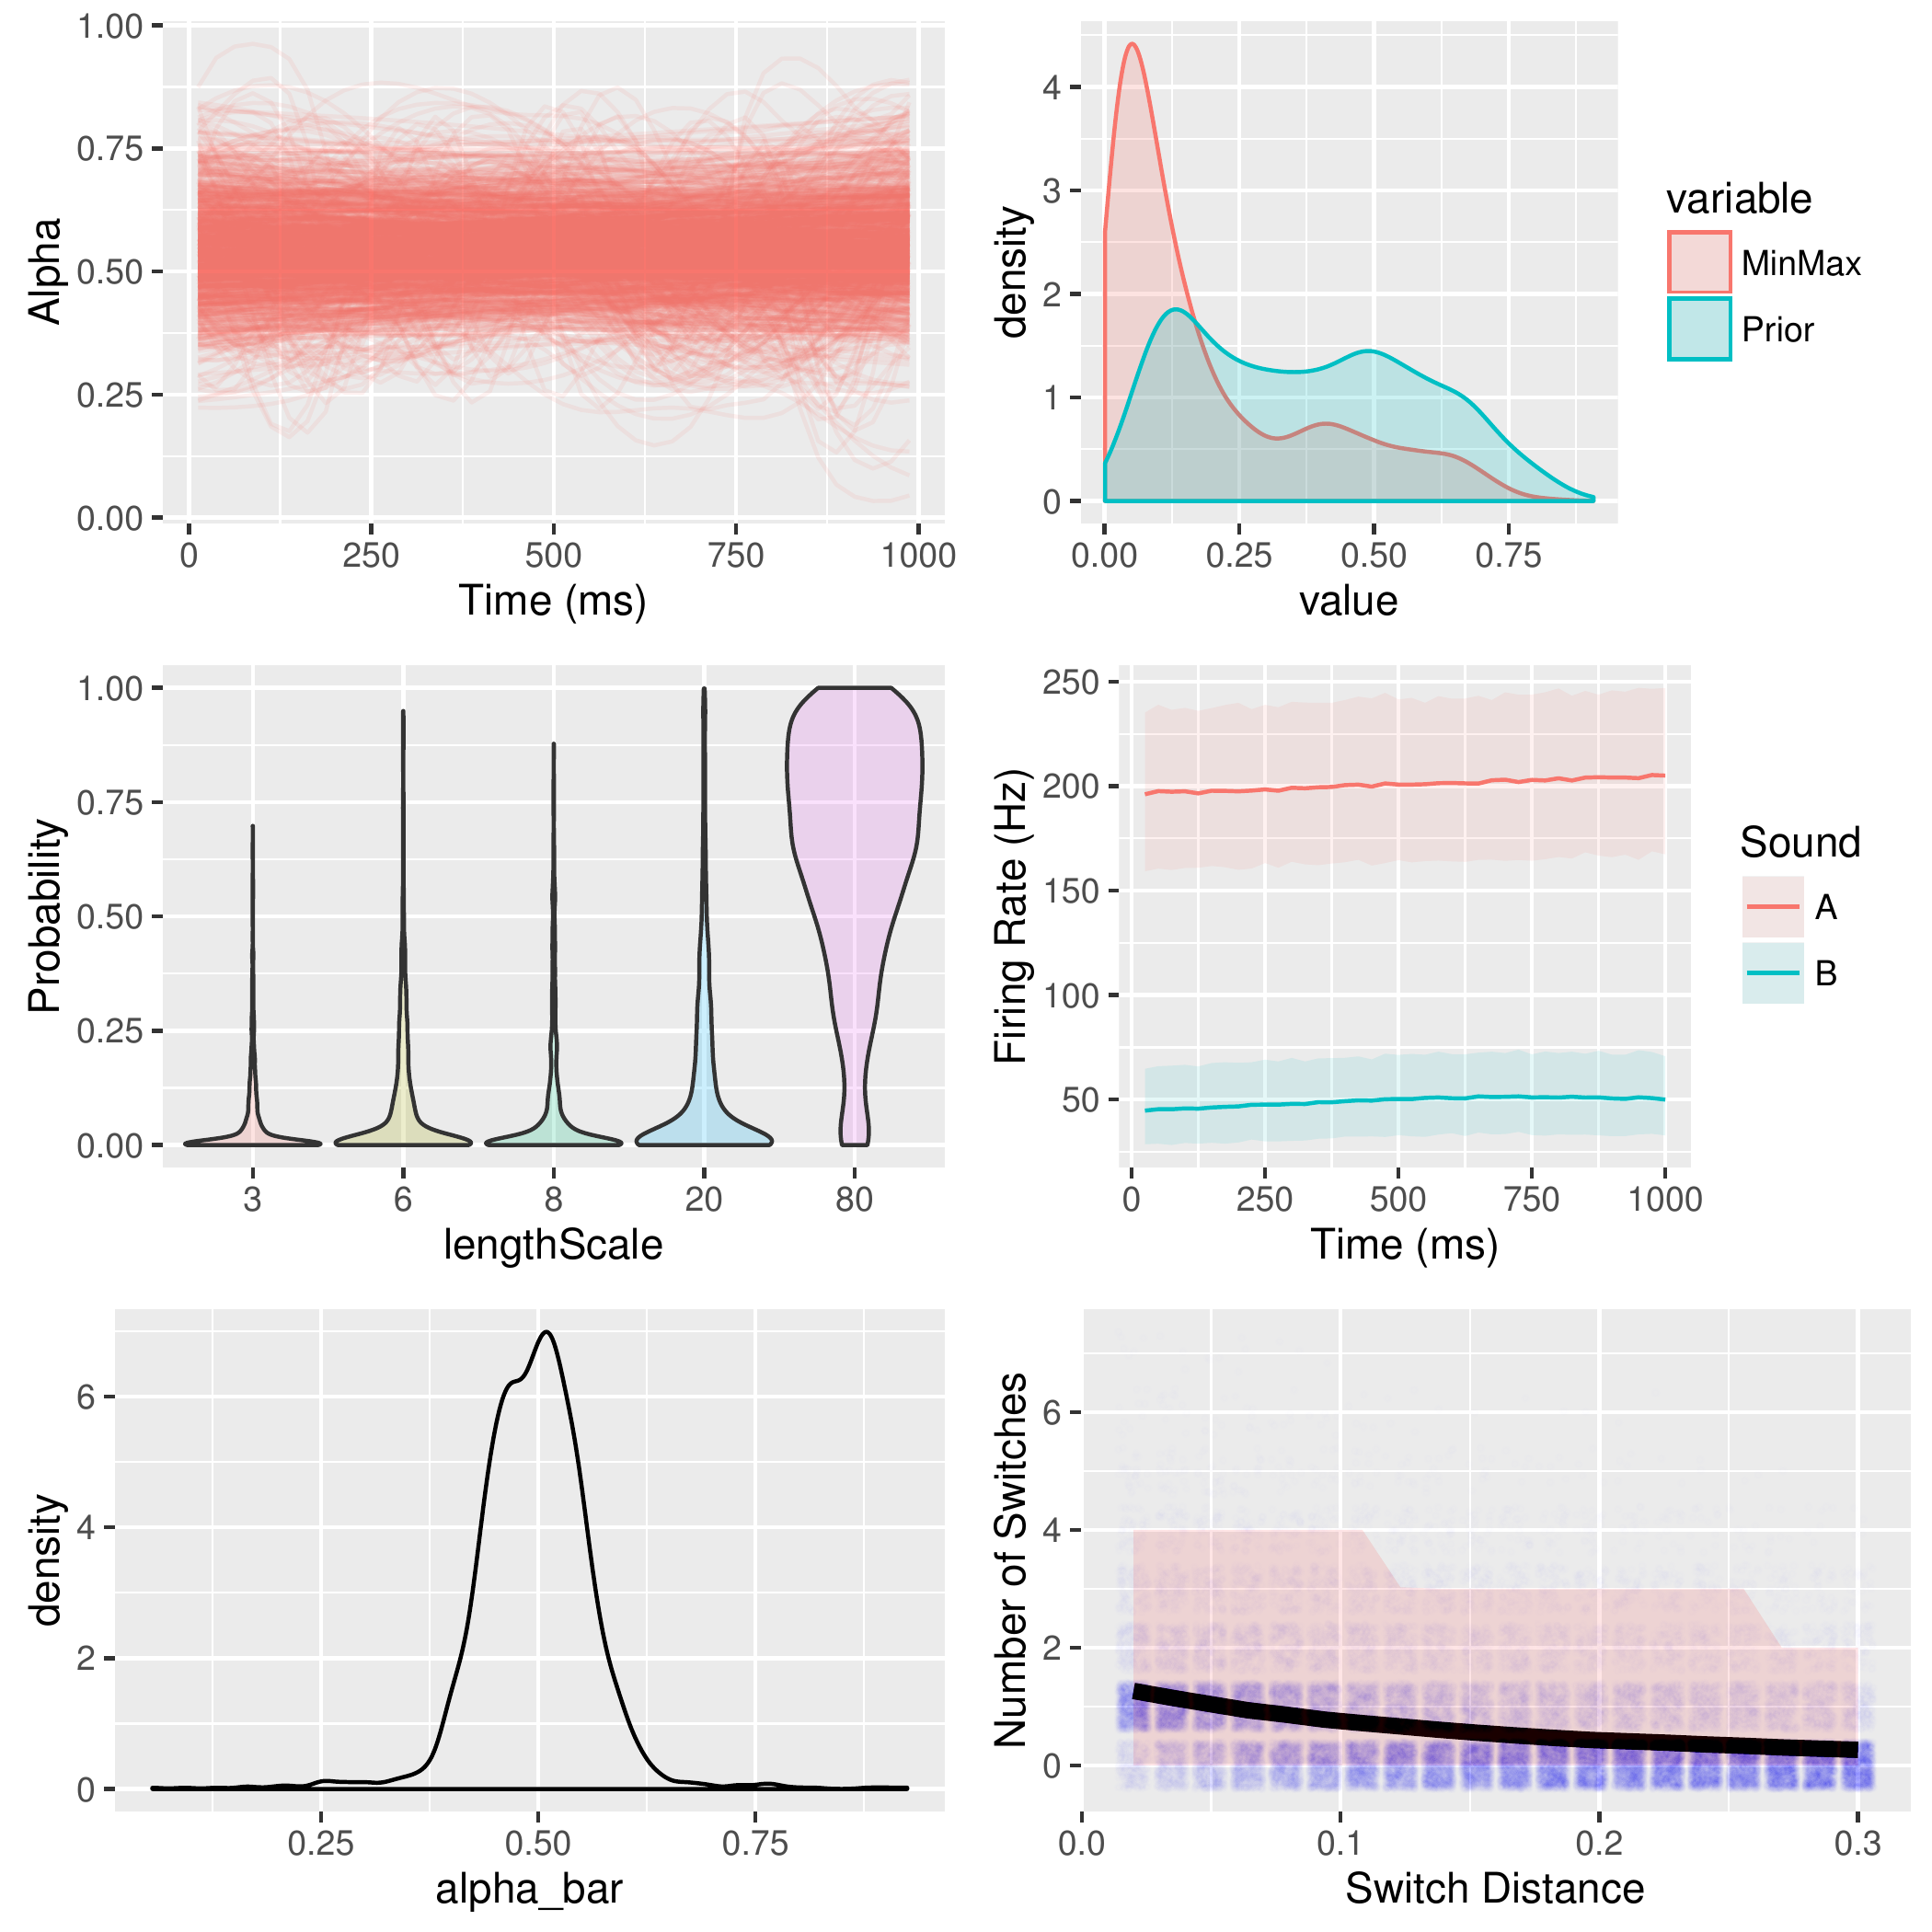 1.00
0.75
0.50
0.25
0.00
Alpha
0 250 500 750 1000
Time (ms)
4
3
2
1
0
density
0.00 0.25 0.50 0.75
value
variable
MinMax
Prior
1.00
0.75
0.50
0.25
0.00
Probability
3 6 8 20 80
lengthScale
250
200
150
100
50
Firing Rate (Hz)
0 250 500 750 1000
Time (ms)
Sound
A
B
6
4
2
0
density
0.25 0.50 0.75
alpha_bar
6
4
2
0
Number of Switches
0.0 0.1 0.2 0.3
Switch Distance